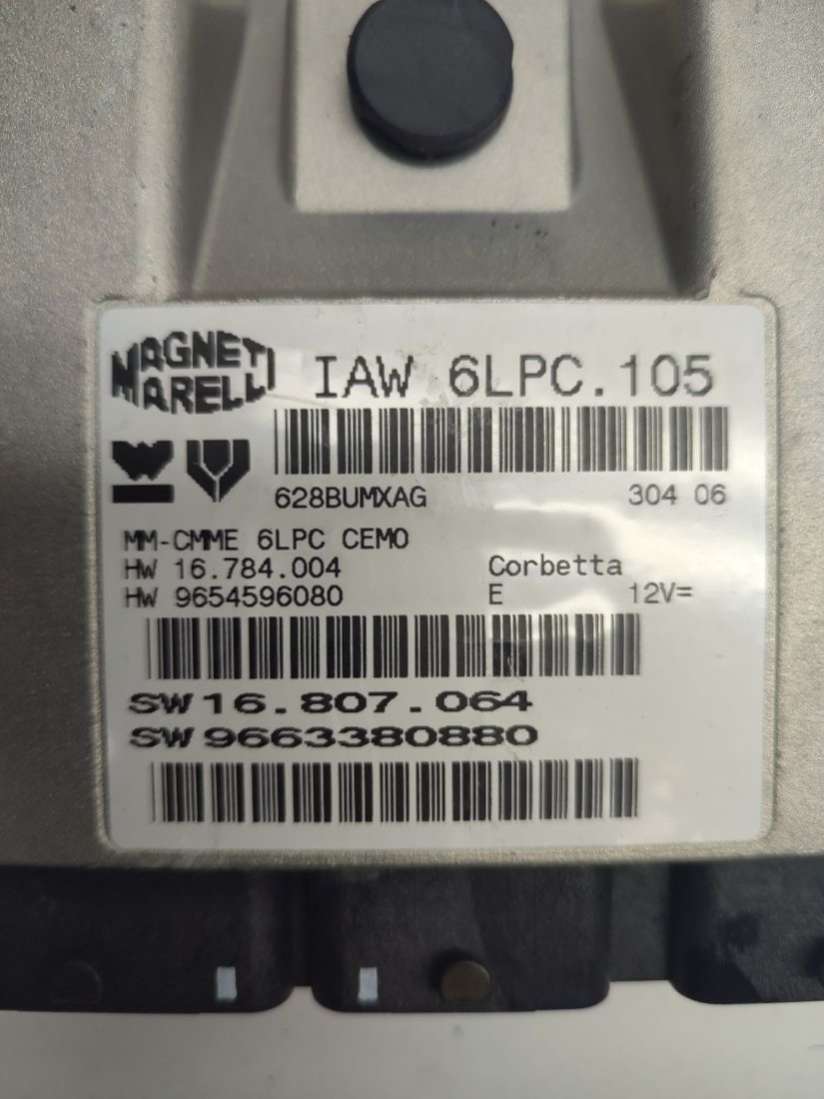 MAGNETI
MARELLI
IAW 6LPC.105
628BUMXAG 304 06
MM-CMME 6LPC CEMO
HW 16.784.004 Corbetta
HW 9654596080 E 12V=
SW 16.807.064
SW 9663380880